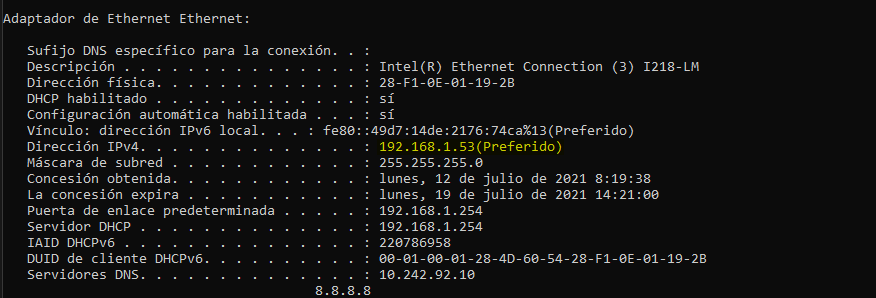 Adaptador de Ethernet Ethernet:
Sufijo DNS específico para la conexión. . :
Descripción . . . . . . . . . . . . . . . : Intel(R) Ethernet Connection (3) I218-LM
Dirección física. . . . . . . . . . . . . : 28-F1-0E-01-19-2B
DHCP habilitado . . . . . . . . . . . . . : sí
Configuración automática habilitada . . . : sí
Vínculo: dirección IPv6 local. . . : fe80::49d7:14de:2176:74ca%13(Preferido)
Dirección IPv4. . . . . . . . . . . . . . : 192.168.1.53(Preferido)
Máscara de subred . . . . . . . . . . . . : 255.255.255.0
Concesión obtenida. . . . . . . . . . . . : lunes, 12 de julio de 2021 8:19:38
La concesión expira . . . . . . . . . . . : lunes, 19 de julio de 2021 14:21:00
Puerta de enlace predeterminada . . . . . : 192.168.1.254
Servidor DHCP . . . . . . . . . . . . . . : 192.168.1.254
IAID DHCPv6 . . . . . . . . . . . . . . . : 220786958
DUID de cliente DHCPv6. . . . . . . . . . : 00-01-00-01-28-4D-60-54-28-F1-0E-01-19-2B
Servidores DNS. . . . . . . . . . . . . . : 10.242.92.10
8.8.8.8